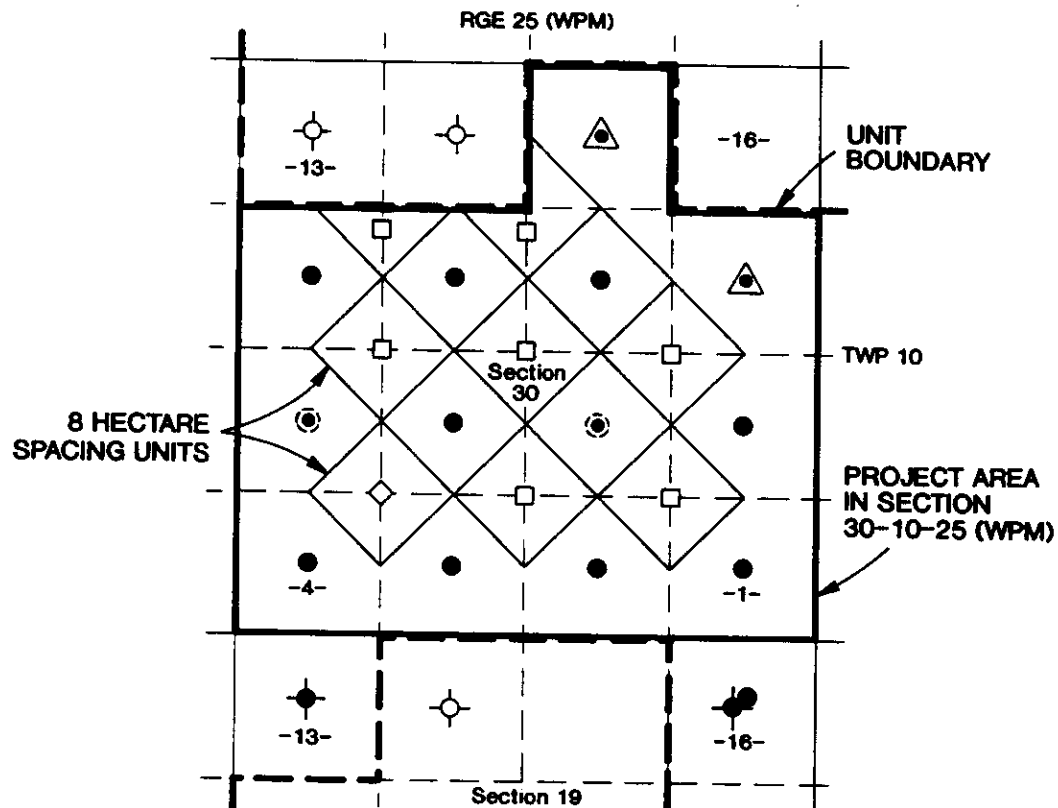 RGE 25 (WPM)
-13-
-16-
UNIT
BOUNDARY
TWP 10
Section
30
8 HECTARE
SPACING UNITS
PROJECT AREA
IN SECTION
30-10-25 (WPM)
-4-
-1-
-13-
-16-
Section 19